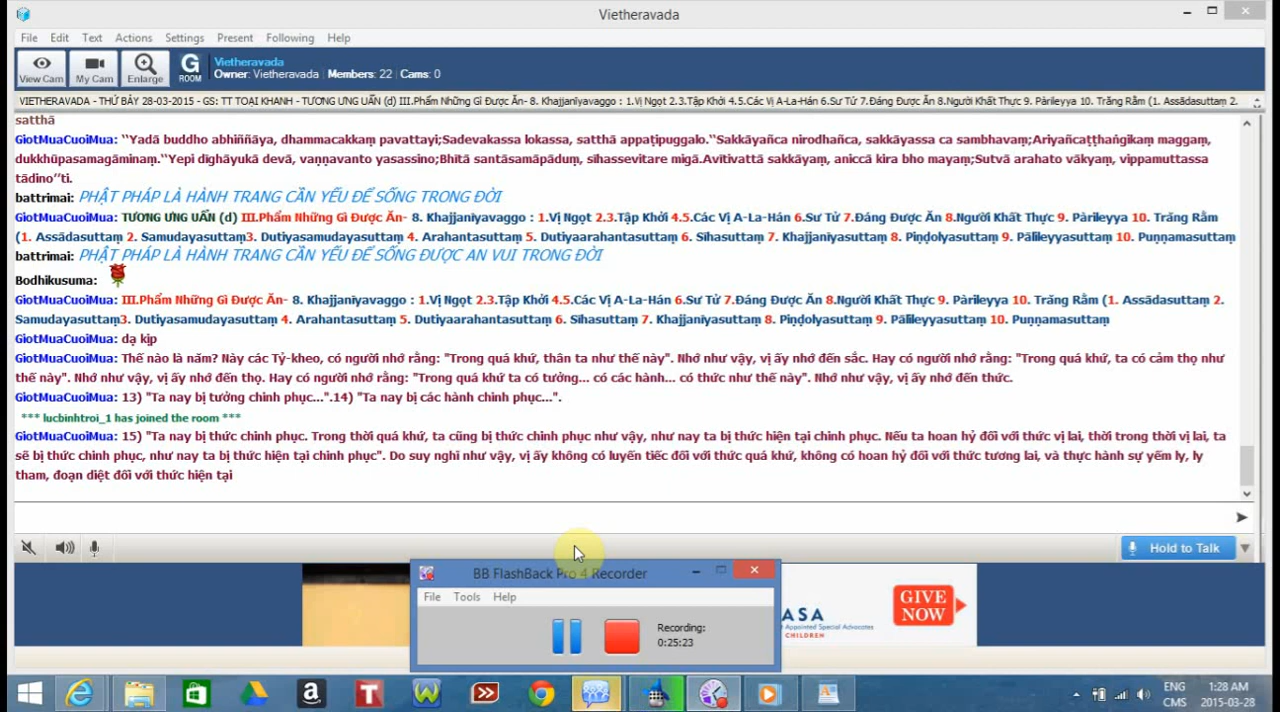 Vietheravada
File Edit Text Actions Settings Present Following Help
View Cam My Cam Enlarge G ROOM Vietheravada
Owner: Vietheravada Members: 22 Cams: 0
VIETHERAVADA - THỨ BẢY 28-03-2015 - GS: TT TOẠI KHANH - TƯƠNG ƯNG UẨN (d) III.Phẩm Những Gì Được Ăn- 8. Khajjanīyavaggo : 1.Vị Ngọt 2.3.Tập Khởi 4.5.Các Vị A-La-Hán 6.Sư Tử 7.Đáng Được Ăn 8.Người Khất Thực 9. Pàrileyya 10. Trăng Rằm (1. Assādasuttaṃ 2.
satthā
GiotMuaCuoiMua: ‘‘Yadā buddho abhiññāya, dhammacakkaṃ pavattayi;Sadevakassa lokassa, satthā appaṭipuggalo.‘‘Sakkāyañca nirodhañca, sakkāyassa ca sambhavaṃ;Ariyañcaṭṭhaṅgikaṃ maggaṃ,
dukkhūpasamagāminaṃ.‘‘Yepi dīghāyukā devā, vaṇṇavanto yasassino;Bhītā santāsamāpāduṃ, sīhassevitare migā.Avītivattā sakkāyaṃ, aniccā kira bho mayaṃ;Sutvā arahato vākyaṃ, vippamuttassa
tādino’’ti.
battrimai: PHẬT PHÁP LÀ HÀNH TRANG CẦN YẾU ĐỂ SỐNG TRONG ĐỜI
GiotMuaCuoiMua: TƯƠNG ƯNG UẨN (d) III.Phẩm Những Gì Được Ăn- 8. Khajjanīyavaggo : 1.Vị Ngọt 2.3.Tập Khởi 4.5.Các Vị A-La-Hán 6.Sư Tử 7.Đáng Được Ăn 8.Người Khất Thực 9. Pàrileyya 10. Trăng Rằm
(1. Assādasuttaṃ 2. Samudayasuttaṃ3. Dutiyasamudayasuttaṃ 4. Arahantasuttaṃ 5. Dutiyaarahantasuttaṃ 6. Sīhasuttaṃ 7. Khajjanīyasuttaṃ 8. Piṇḍolyasuttaṃ 9. Pālileyyasuttaṃ 10. Puṇṇamasuttaṃ
battrimai: PHẬT PHÁP LÀ HÀNH TRANG CẦN YẾU ĐỂ SỐNG ĐƯỢC AN VUI TRONG ĐỜI
Bodhikusuma:
GiotMuaCuoiMua: III.Phẩm Những Gì Được Ăn- 8. Khajjanīyavaggo : 1.Vị Ngọt 2.3.Tập Khởi 4.5.Các Vị A-La-Hán 6.Sư Tử 7.Đáng Được Ăn 8.Người Khất Thực 9. Pàrileyya 10. Trăng Rằm (1. Assādasuttaṃ 2.
Samudayasuttaṃ3. Dutiyasamudayasuttaṃ 4. Arahantasuttaṃ 5. Dutiyaarahantasuttaṃ 6. Sīhasuttaṃ 7. Khajjanīyasuttaṃ 8. Piṇḍolyasuttaṃ 9. Pālileyyasuttaṃ 10. Puṇṇamasuttaṃ
GiotMuaCuoiMua: dạ kịp
GiotMuaCuoiMua: Thế nào là năm? Này các Tỷ-kheo, có người nhớ rằng: "Trong quá khứ, thân ta như thế này". Nhớ như vậy, vị ấy nhớ đến sắc. Hay có người nhớ rằng: "Trong quá khứ, ta có cảm thọ như
thế này". Nhớ như vậy, vị ấy nhớ đến thọ. Hay có người nhớ rằng: "Trong quá khứ ta có tưởng... có các hành... có thức như thế này". Nhớ như vậy, vị ấy nhớ đến thức.
GiotMuaCuoiMua: 13) "Ta nay bị tưởng chinh phục...".14) "Ta nay bị các hành chinh phục...".
*** lucbinhtroi_1 has joined the room ***
GiotMuaCuoiMua: 15) "Ta nay bị thức chinh phục. Trong thời quá khứ, ta cũng bị thức chinh phục như vậy, như nay ta bị thức hiện tại chinh phục. Nếu ta hoan hỷ đối với thức vị lai, thời trong thời vị lai, ta
sẽ bị thức chinh phục, như nay ta bị thức hiện tại chinh phục". Do suy nghĩ như vậy, vị ấy không có luyến tiếc đối với thức quá khứ, không có hoan hỷ đối với thức tương lai, và thực hành sự yếm ly, ly
tham, đoạn diệt đối với thức hiện tại
Hold to Talk
BB FlashBack Pro 4 Recorder
File Tools Help
Recording:
0:25:23
ASA
Appointed Special Advocates
CHILDREN
GIVE
NOW
ENG 1:28 AM
CMS 2015-03-28